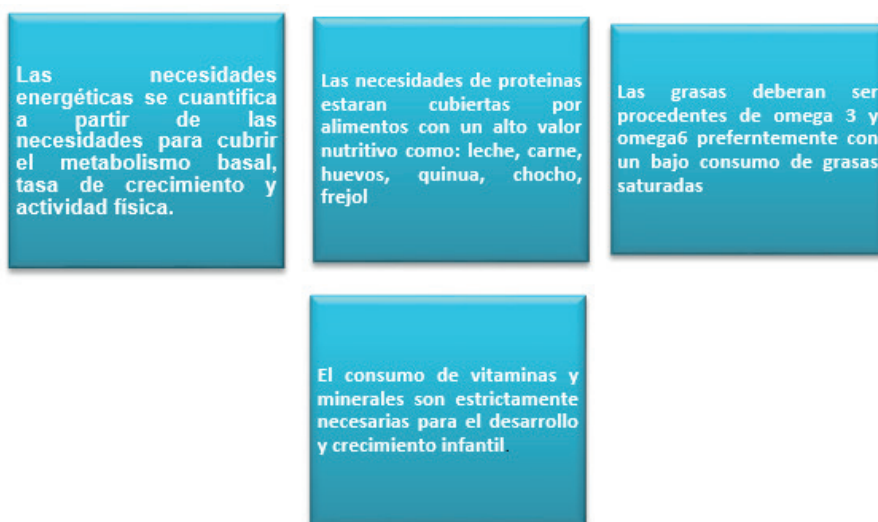 Las necesidades
energéticas se cuantifica
a partir de las
necesidades para cubrir
el metabolismo basal,
tasa de crecimiento y
actividad física.
Las necesidades de proteinas
estaran cubiertas por
alimentos con un alto valor
nutritivo como: leche, carne,
huevos, quinua, chocho,
frejol
Las grasas deberan ser
procedentes de omega 3 y
omega6 preferntemente con
un bajo consumo de grasas
saturadas
El consumo de vitaminas y
minerales son estrictamente
necesarias para el desarrollo
y crecimiento infantil.